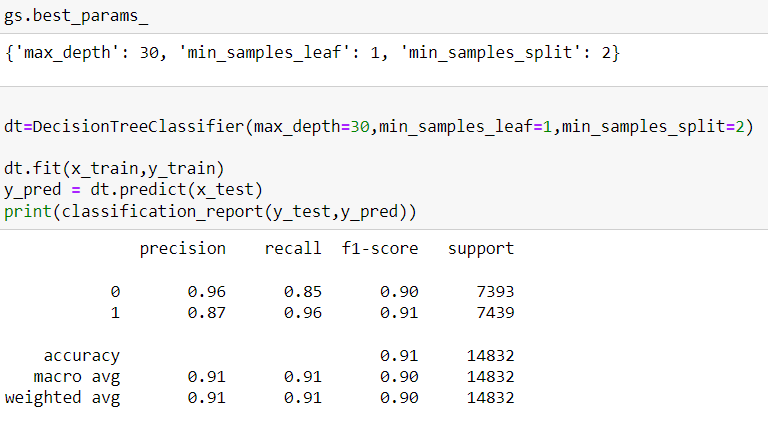 gs.best_params_
{'max_depth': 30, 'min_samples_leaf': 1, 'min_samples_split': 2}
dt=DecisionTreeClassifier(max_depth=30,min_samples_leaf=1,min_samples_split=2)
dt.fit(x_train,y_train)
y_pred = dt.predict(x_test)
print(classification_report(y_test,y_pred))
precision recall f1-score support
0 0.96 0.85 0.90 7393
1 0.87 0.96 0.91 7439
accuracy 0.91 14832
macro avg 0.91 0.91 0.90 14832
weighted avg 0.91 0.91 0.90 14832